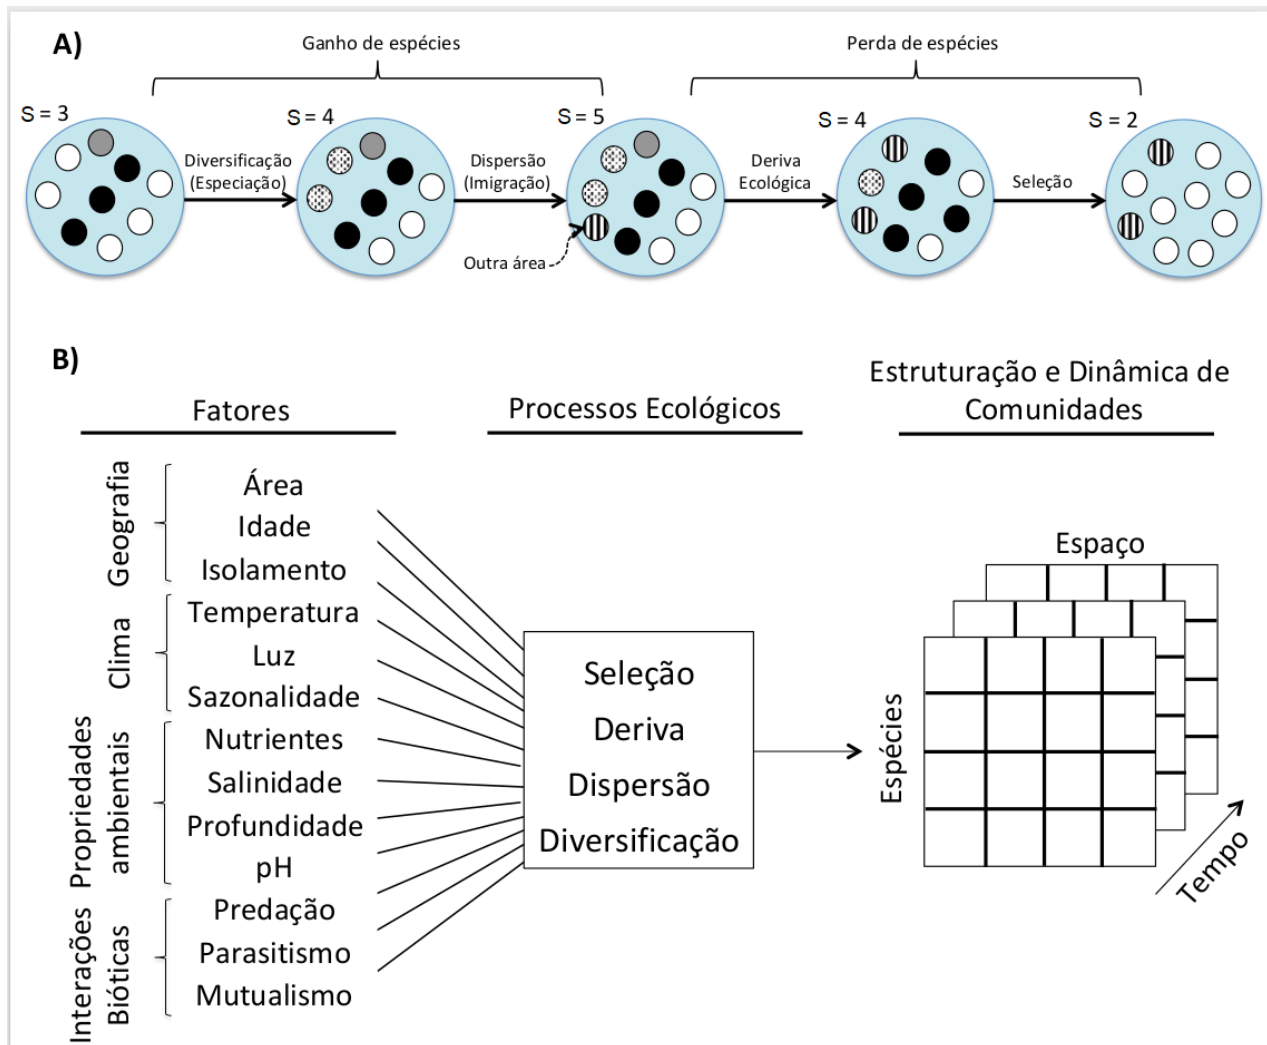 A)
Ganho de espécies
Perda de espécies
S = 3
S = 4
S = 5
S = 4
S = 2
Diversificação
(Especiação)
Dispersão
(Imigração)
Deriva
Ecológica
Seleção
Outra área
B)
Fatores
Processos Ecológicos
Estruturação e Dinâmica de
Comunidades
Geografia
Área
Idade
Isolamento
Clima
Temperatura
Luz
Sazonalidade
Propriedades
ambientais
Nutrientes
Salinidade
Profundidade
pH
Interações
Bióticas
Predação
Parasitismo
Mutualismo
Seleção
Deriva
Dispersão
Diversificação
Espaço
Espécies
Tempo